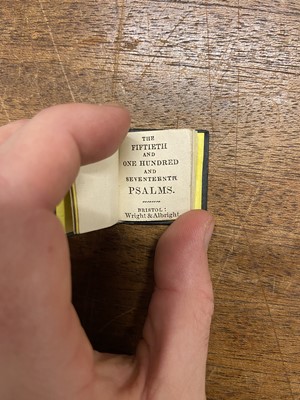 THE
FIFTIETH
AND
ONE HUNDRED
AND
SEVENTEENTH
PSALMS.
BRISTOL:
Wright & Albright